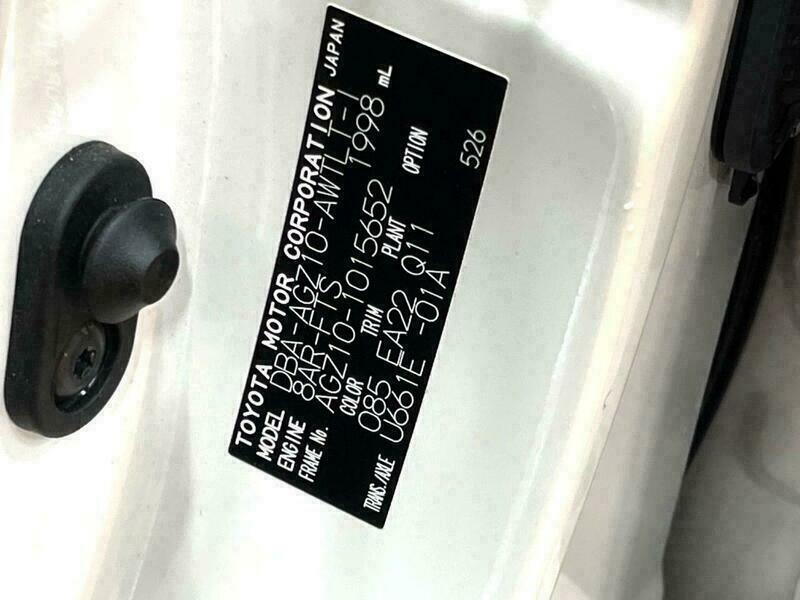 TOYOTA MOTOR CORPORATION JAPAN
MODEL DBA-AGZ10-AWTLT-I
ENGINE 8AR-FTS 1998 mL
FRAME No. AGZ10-1015652
COLOR TRIM PLANT OPTION
085 EA22 Q11
TRANS./AXLE U661E -01A 526